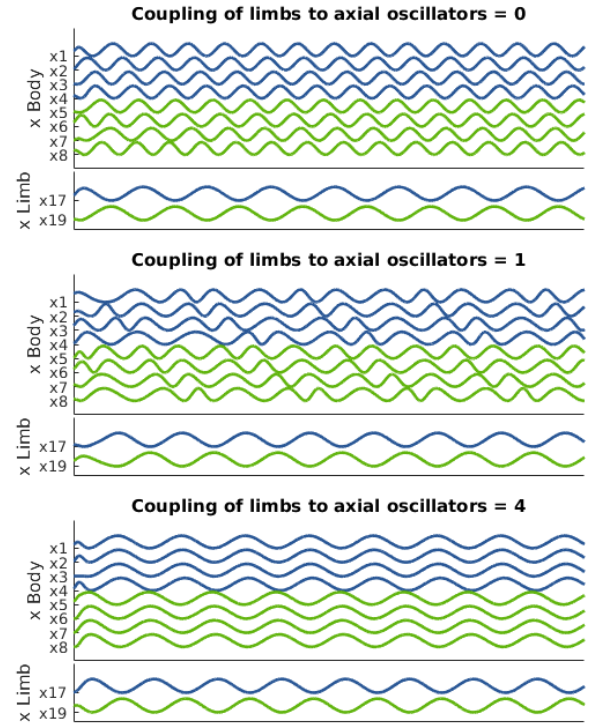 Coupling of limbs to axial oscillators = 0
x Body
x1
x2
x3
x4
x5
x6
x7
x8
x Limb
x17
x19
Coupling of limbs to axial oscillators = 1
x Body
x1
x2
x3
x4
x5
x6
x7
x8
x Limb
x17
x19
Coupling of limbs to axial oscillators = 4
x Body
x1
x2
x3
x4
x5
x6
x7
x8
x Limb
x17
x19